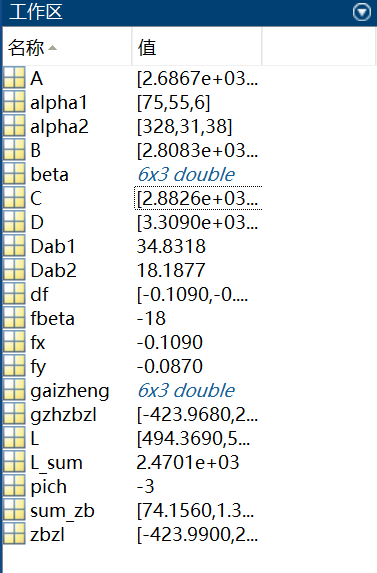 工作区
名称 值
A [2.6867e+03...
alpha1 [75,55,6]
alpha2 [328,31,38]
B [2.8083e+03...
beta 6x3 double
C [2.8826e+03...
D [3.3090e+03...
Dab1 34.8318
Dab2 18.1877
df [-0.1090,-0....
fbeta -18
fx -0.1090
fy -0.0870
gaizheng 6x3 double
gzhzbzl [-423.9680,2...
L [494.3690,5...
L_sum 2.4701e+03
pich -3
sum_zb [74.1560,1.3...
zbzl [-423.9900,2...